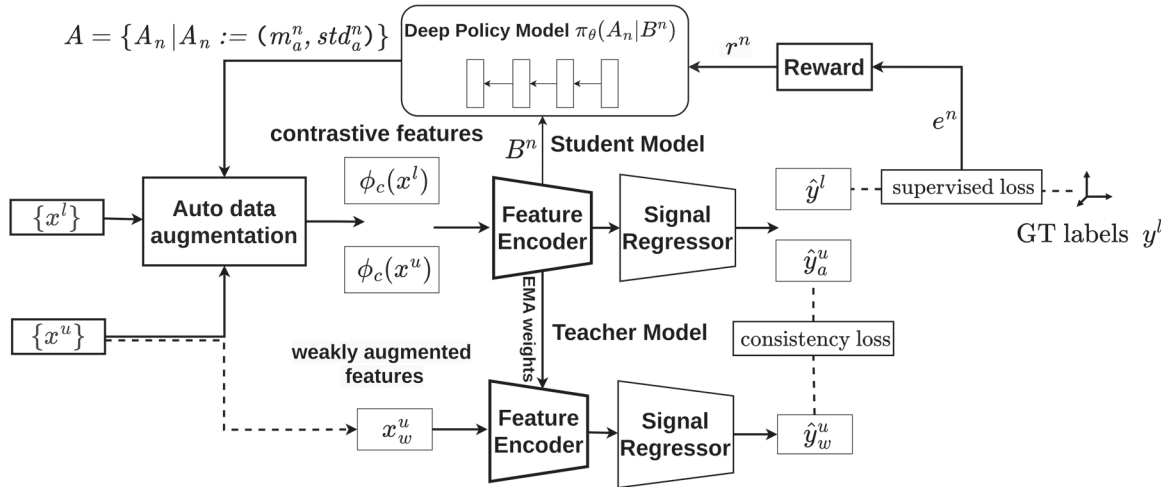 A = {A_n | A_n := (m_a^n, std_a^n)}
Deep Policy Model π_θ(A_n|B^n)
r^n
Reward
e^n
contrastive features
B^n
Student Model
ϕ_c(x^l)
ŷ^l
supervised loss
{x^l}
Auto data
augmentation
Feature
Encoder
Signal
Regressor
GT labels y^l
ϕ_c(x^u)
ŷ_a^u
EMA weights
{x^u}
Teacher Model
consistency loss
weakly augmented
features
x_w^u
Feature
Encoder
Signal
Regressor
ŷ_w^u